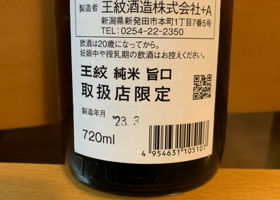 製造者 王紋酒造株式会社+A
新潟県新発田市本町1丁目7番5号
TEL:0254-22-2350
飲酒は20歳になってから。
妊娠中や授乳期の飲酒はお控えください。
王紋 純米 旨口
取扱店限定
製造年月 '23.3
720ml
4 954631 105107